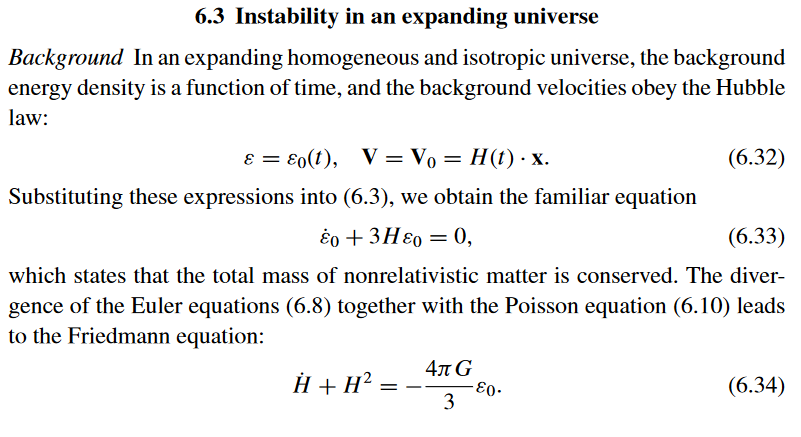 6.3 Instability in an expanding universe
Background In an expanding homogeneous and isotropic universe, the background
energy density is a function of time, and the background velocities obey the Hubble
law:
ε = ε₀(t), V = V₀ = H(t) · x. (6.32)
Substituting these expressions into (6.3), we obtain the familiar equation
ε̇₀ + 3Hε₀ = 0, (6.33)
which states that the total mass of nonrelativistic matter is conserved. The diver-
gence of the Euler equations (6.8) together with the Poisson equation (6.10) leads
to the Friedmann equation:
Ḣ + H² = −4πG/3 ε₀. (6.34)